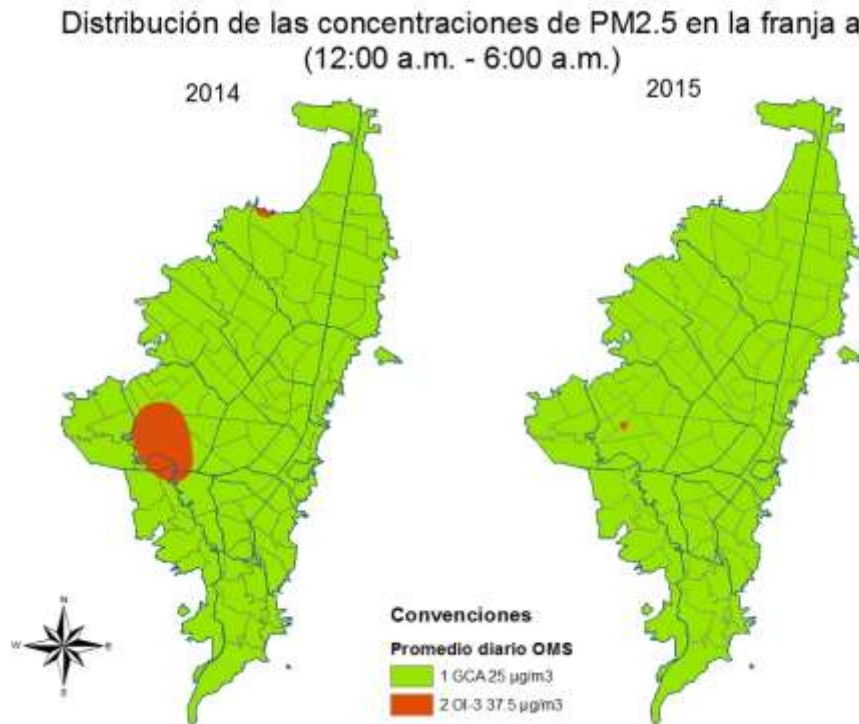 Distribución de las concentraciones de PM2.5 en la franja a
(12:00 a.m. - 6:00 a.m.)
2014
2015
N
W
E
S
Convenciones
Promedio diario OMS
1 GCA 25 µg/m3
2 OI-3 37.5 µg/m3